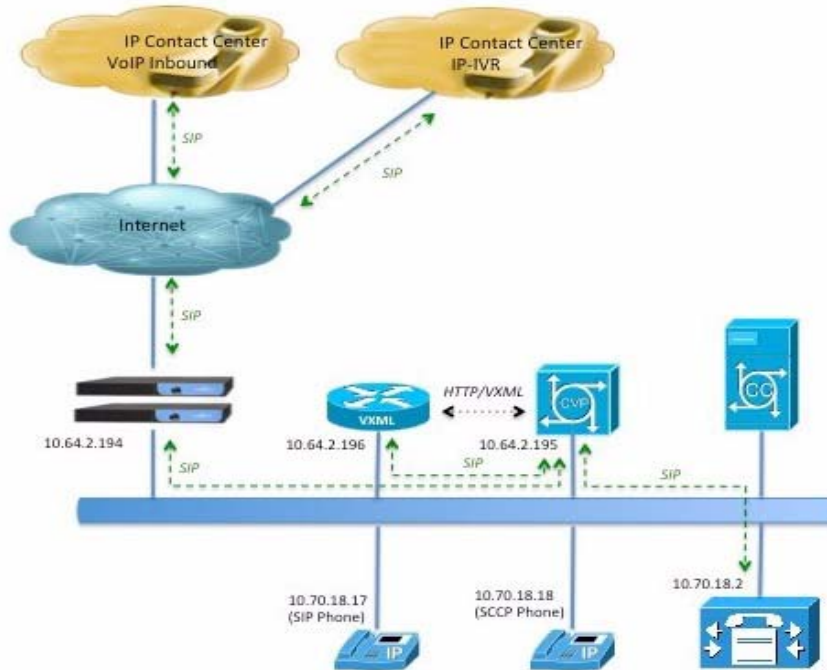 IP Contact Center
VoIP Inbound
IP Contact Center
IP-IVR
SIP
SIP
Internet
SIP
HTTP/VXML
VXML
CVP
CC
10.64.2.194
10.64.2.196
10.64.2.195
SIP
SIP
SIP
10.70.18.17
(SIP Phone)
10.70.18.18
(SCCP Phone)
10.70.18.2
IP
IP